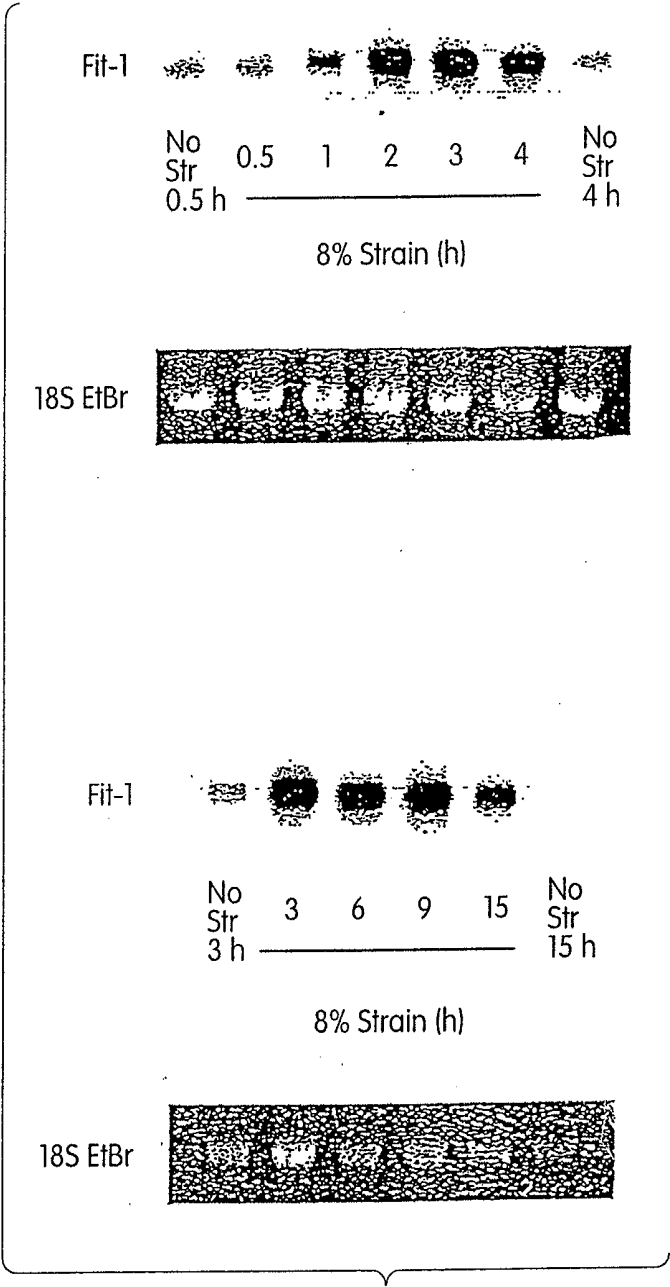 Fit-1
No Str 0.5 h 0.5 1 2 3 4 No Str 4 h
8% Strain (h)
18S EtBr
Fit-1
No Str 3 h 3 6 9 15 No Str 15 h
8% Strain (h)
18S EtBr